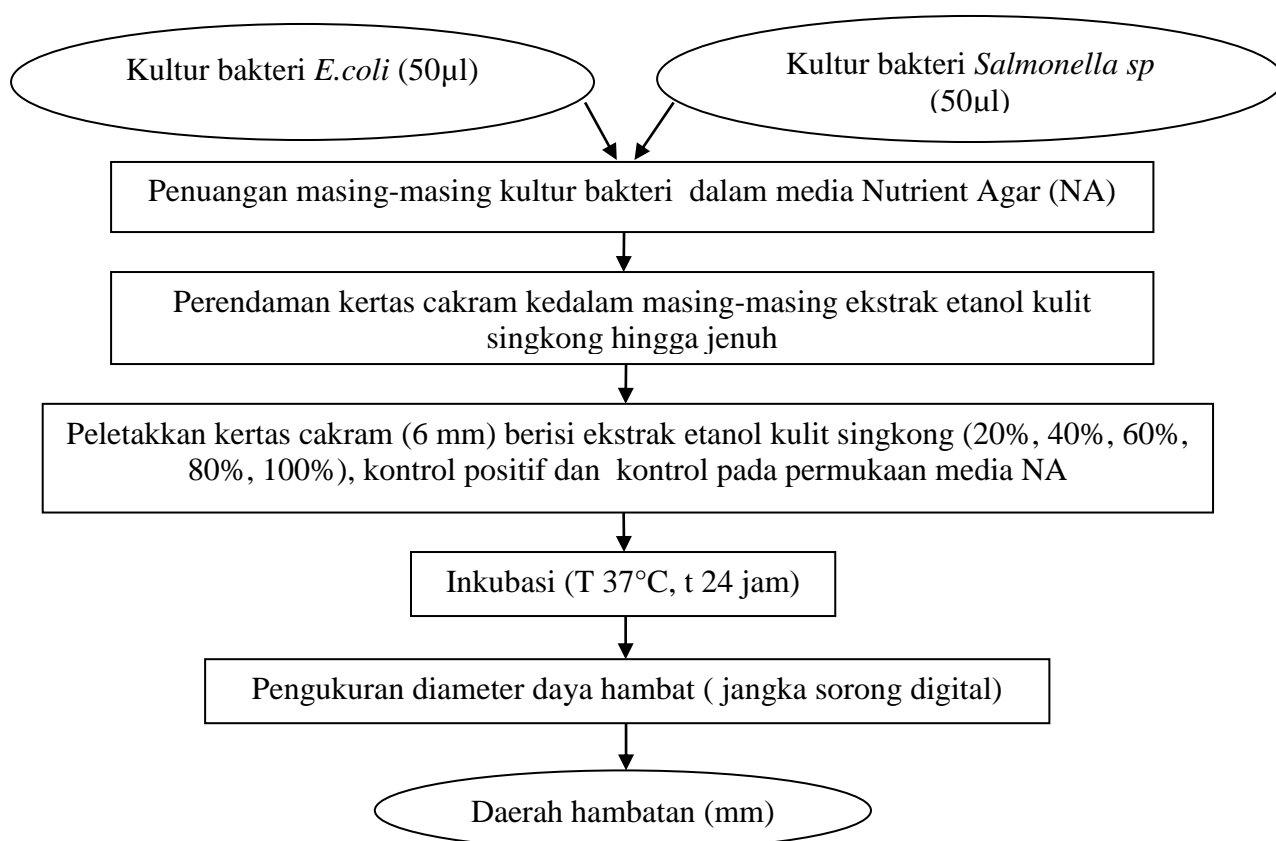 Kultur bakteri E.coli (50µl)
Kultur bakteri Salmonella sp
(50µl)
Penuangan masing-masing kultur bakteri  dalam media Nutrient Agar (NA)
Perendaman kertas cakram kedalam masing-masing ekstrak etanol kulit
singkong hingga jenuh
Peletakkan kertas cakram (6 mm) berisi ekstrak etanol kulit singkong (20%, 40%, 60%,
80%, 100%), kontrol positif dan  kontrol pada permukaan media NA
Inkubasi (T 37°C, t 24 jam)
Pengukuran diameter daya hambat ( jangka sorong digital)
Daerah hambatan (mm)